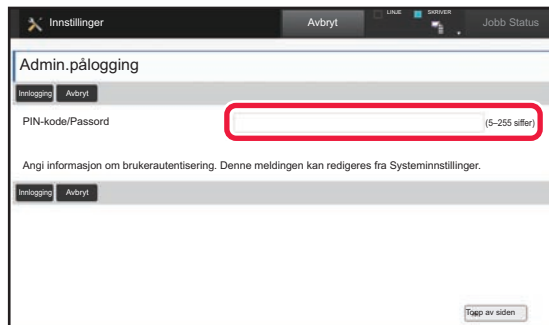 Innstillinger
Avbryt
LINJE
SKRIVER
Jobb Status
Admin.pålogging
Innlogging Avbryt
PIN-kode/Passord
(5–255 siffer)
Angi informasjon om brukerautentisering. Denne meldingen kan redigeres fra Systeminnstillinger.
Innlogging Avbryt
Topp av siden